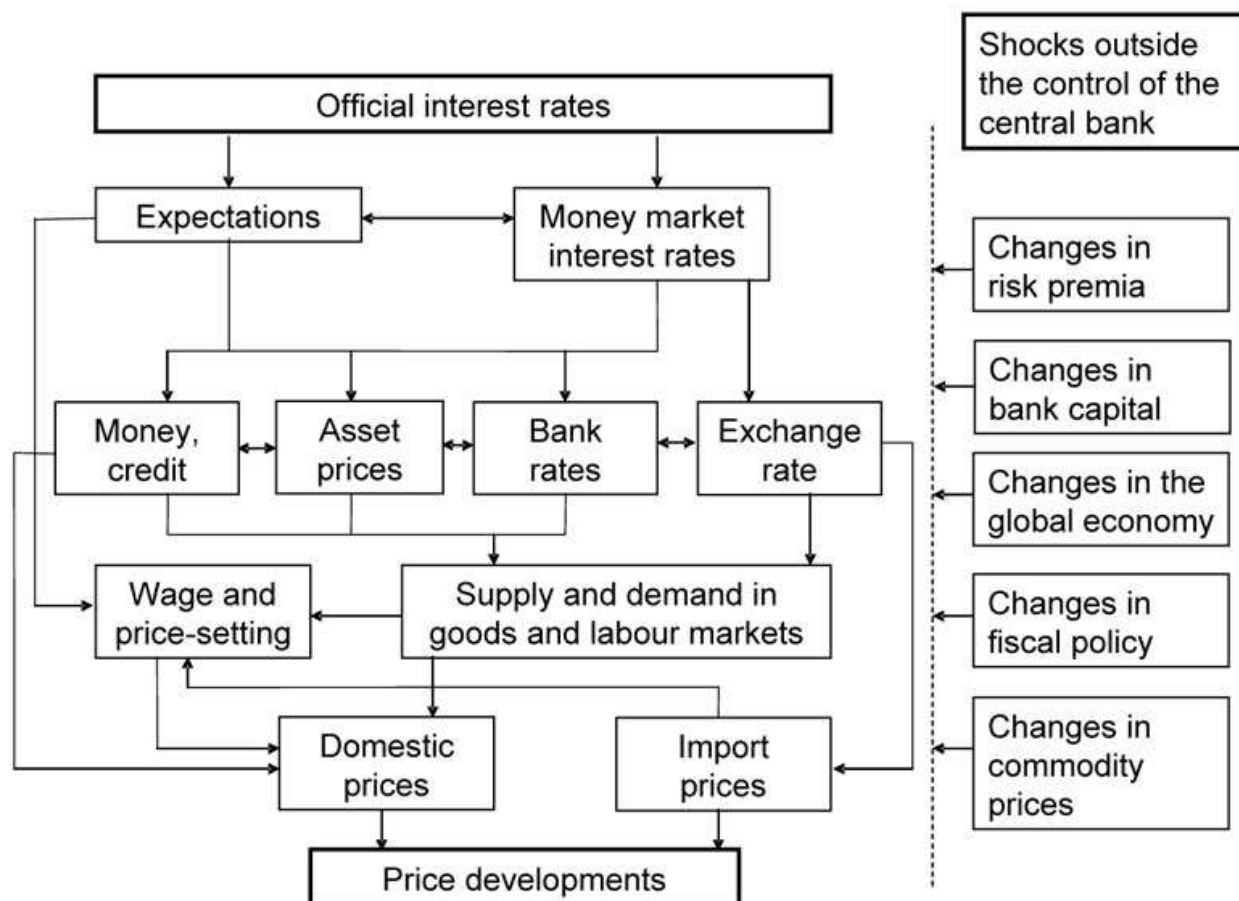 Shocks outside
the control of the
central bank
Official interest rates
Expectations
Money market
interest rates
Changes in
risk premia
Changes in
bank capital
Money,
credit
Asset
prices
Bank
rates
Exchange
rate
Changes in the
global economy
Wage and
price-setting
Supply and demand in
goods and labour markets
Changes in
fiscal policy
Domestic
prices
Import
prices
Changes in
commodity
prices
Price developments